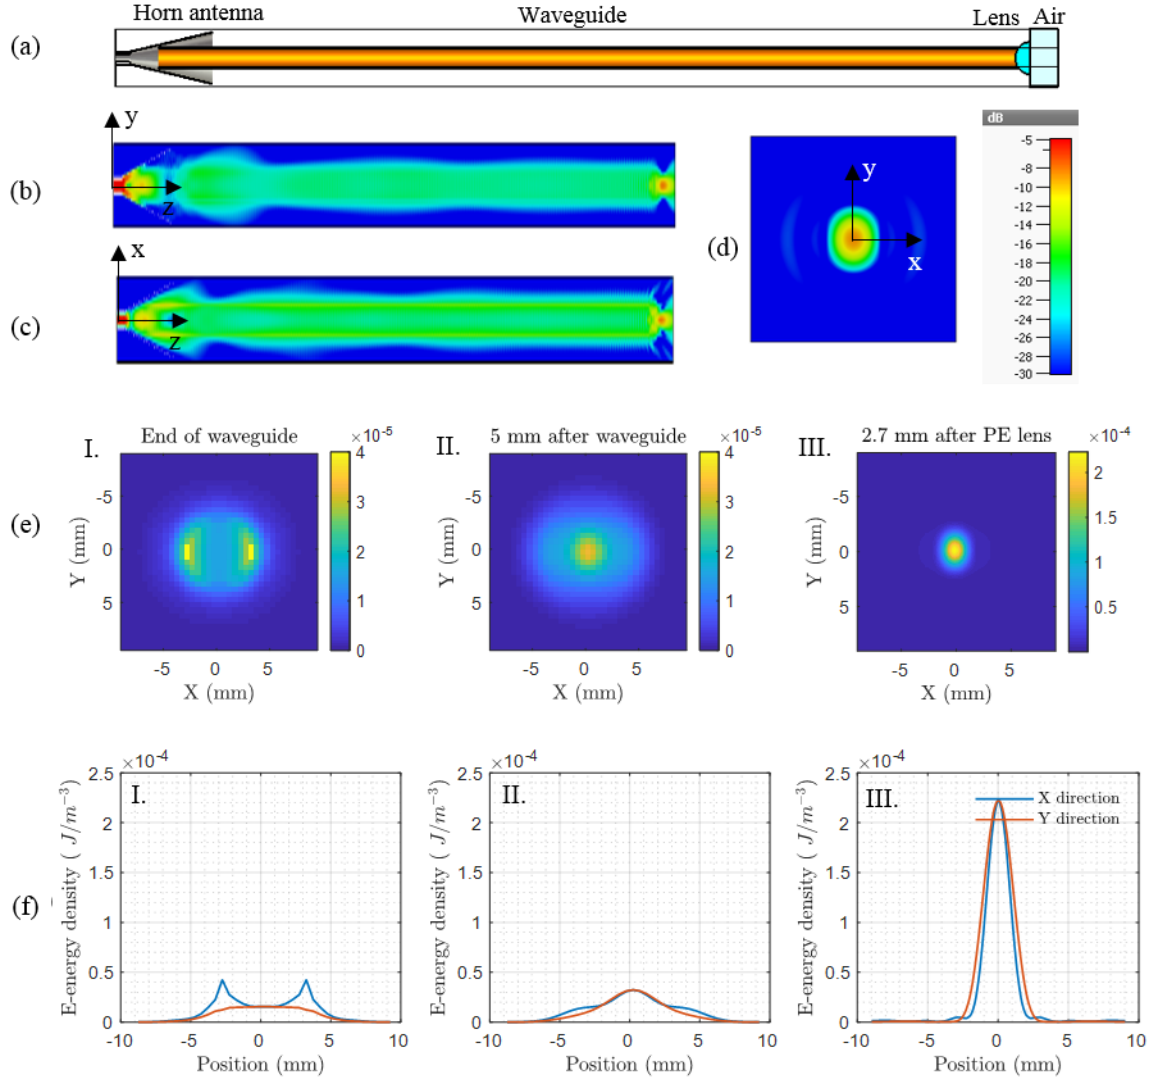 Horn antenna
Waveguide
Lens Air
(a)
y
z
(b)
x
z
(c)
y
x
(d)
dB
-5
-8
-10
-12
-14
-16
-18
-20
-22
-24
-26
-28
-30
(e)
I.
End of waveguide
×10⁻⁵
4
3
2
1
0
-5
0
5
Y (mm)
-5 0 5
X (mm)
II.
5 mm after waveguide
×10⁻⁵
4
3
2
1
0
-5
0
5
Y (mm)
-5 0 5
X (mm)
III.
2.7 mm after PE lens
×10⁻⁴
2
1.5
1
0.5
-5
0
5
Y (mm)
-5 0 5
X (mm)
(f)
×10⁻⁴
I.
2.5
2
1.5
1
0.5
0
E-energy density ( J/m⁻³)
-10 -5 0 5 10
Position (mm)
×10⁻⁴
II.
2.5
2
1.5
1
0.5
0
E-energy density ( J/m⁻³)
-10 -5 0 5 10
Position (mm)
×10⁻⁴
III.
X direction
Y direction
2.5
2
1.5
1
0.5
0
E-energy density ( J/m⁻³)
-10 -5 0 5 10
Position (mm)